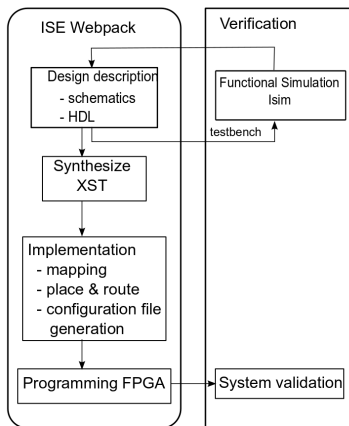 ISE Webpack
Verification
Design description
- schematics
- HDL
Functional Simulation
Isim
testbench
Synthesize
XST
Implementation
- mapping
- place & route
- configuration file
generation
Programming FPGA
System validation